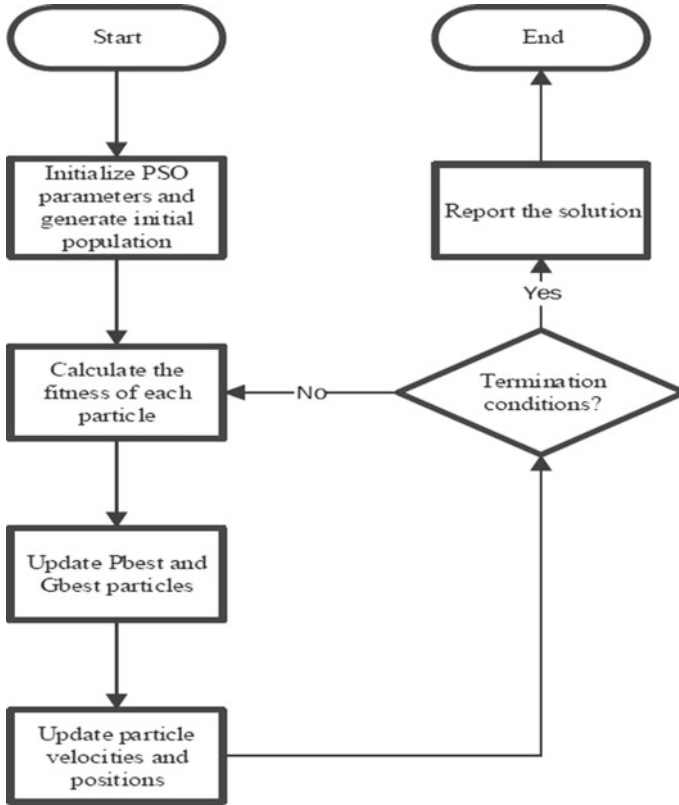 Start
Initialize PSO
parameters and
generate initial
population
Calculate the
fitness of each
particle
Update Pbest and
Gbest particles
Update particle
velocities and
positions
End
Report the solution
Yes
Termination
conditions?
No